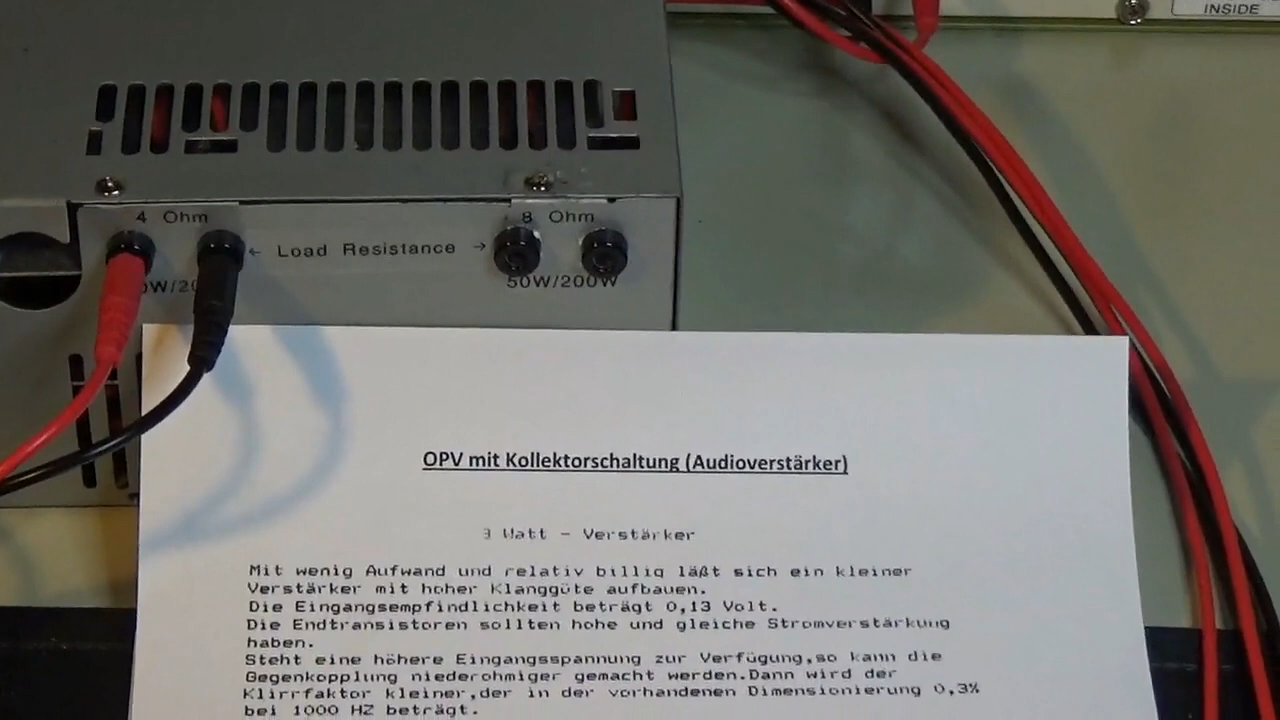 INSIDE
4 Ohm
8 Ohm
← Load Resistance →
50W/200W
OPV mit Kollektorschaltung (Audioverstärker)
3 Watt - Verstärker
Mit wenig Aufwand und relativ billig läßt sich ein kleiner
Verstärker mit hoher Klanggüte aufbauen.
Die Eingangsempfindlichkeit beträgt 0,13 Volt.
Die Endtransistoren sollten hohe und gleiche Stromverstärkung
haben.
Steht eine höhere Eingangsspannung zur Verfügung,so kann die
Gegenkopplung niederohmiger gemacht werden.Dann wird der
Klirrfaktor kleiner,der in der vorhandenen Dimensionierung 0,3%
bei 1000 HZ beträgt.